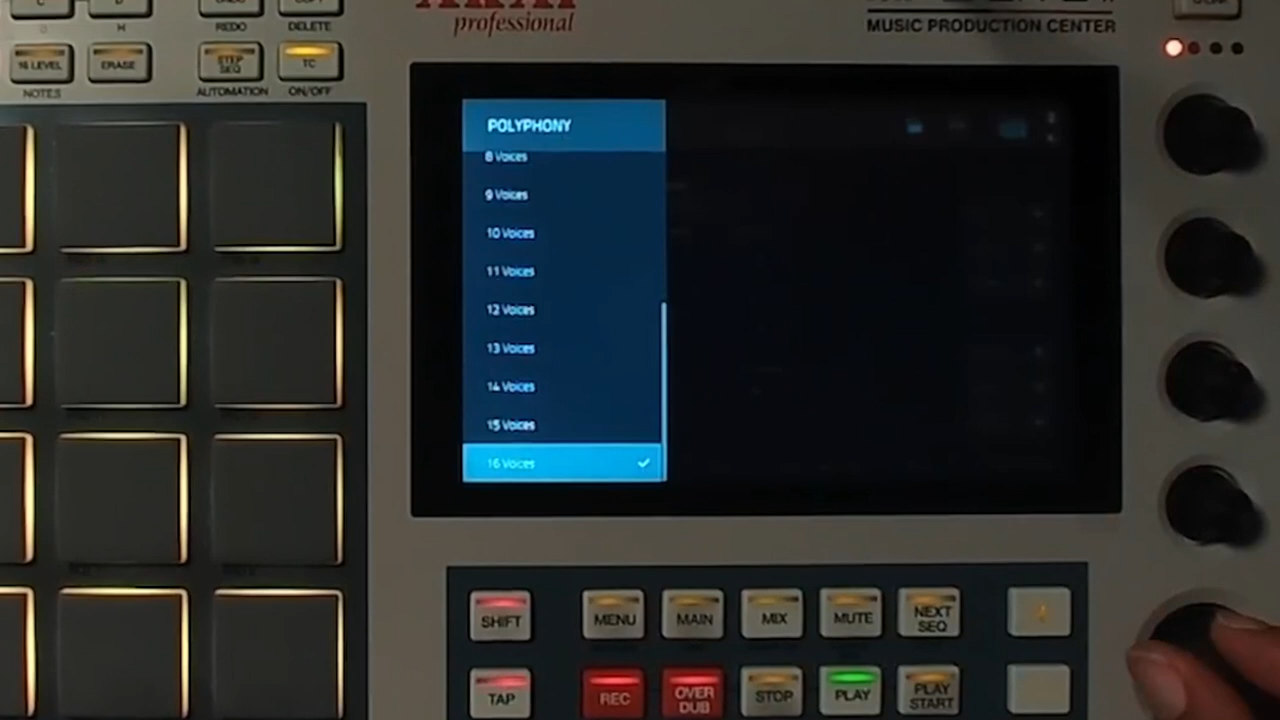 AKAI
professional
MUSIC PRODUCTION CENTER
REDO
DELETE
16 LEVEL
ERASE
STEP
SEQ
TC
NOTES
AUTOMATION
ON/OFF
POLYPHONY
8 Voices
9 Voices
10 Voices
11 Voices
12 Voices
13 Voices
14 Voices
15 Voices
16 Voices
SHIFT
MENU
MAIN
MIX
MUTE
NEXT
SEQ
TAP
REC
OVER
DUB
STOP
PLAY
PLAY
START